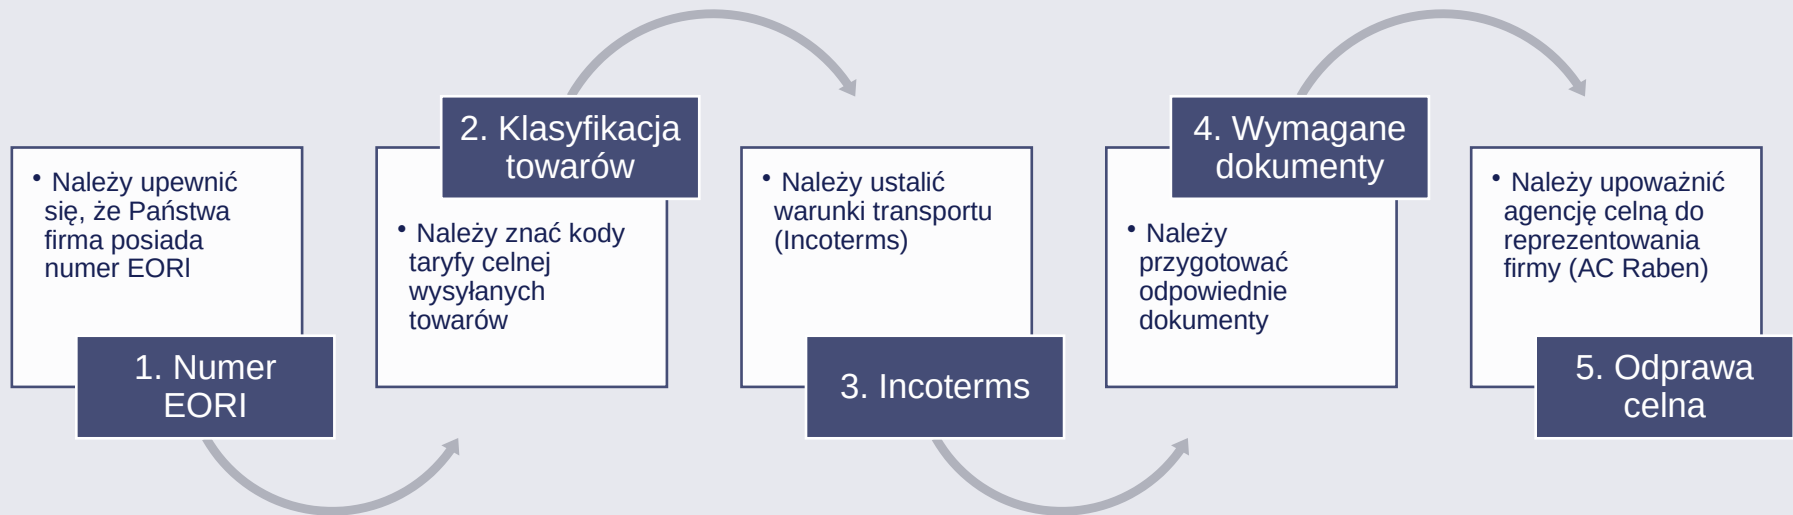 • Należy upewnić
się, że Państwa
firma posiada
numer EORl
1. Numer
EORI
2. Klasyfikacja
towarów
• Należy znać kody
taryfy celnej
wysyłanych
towarów
• Należy ustalić
warunki transportu
(Incoterms)
3. Incoterms
4. Wymagane
dokumenty
• Należy
przygotować
odpowiednie
dokumenty
• Należy upoważnić
agencję celną do
reprezentowania
firmy (AC Raben)
5. Odprawa
celna